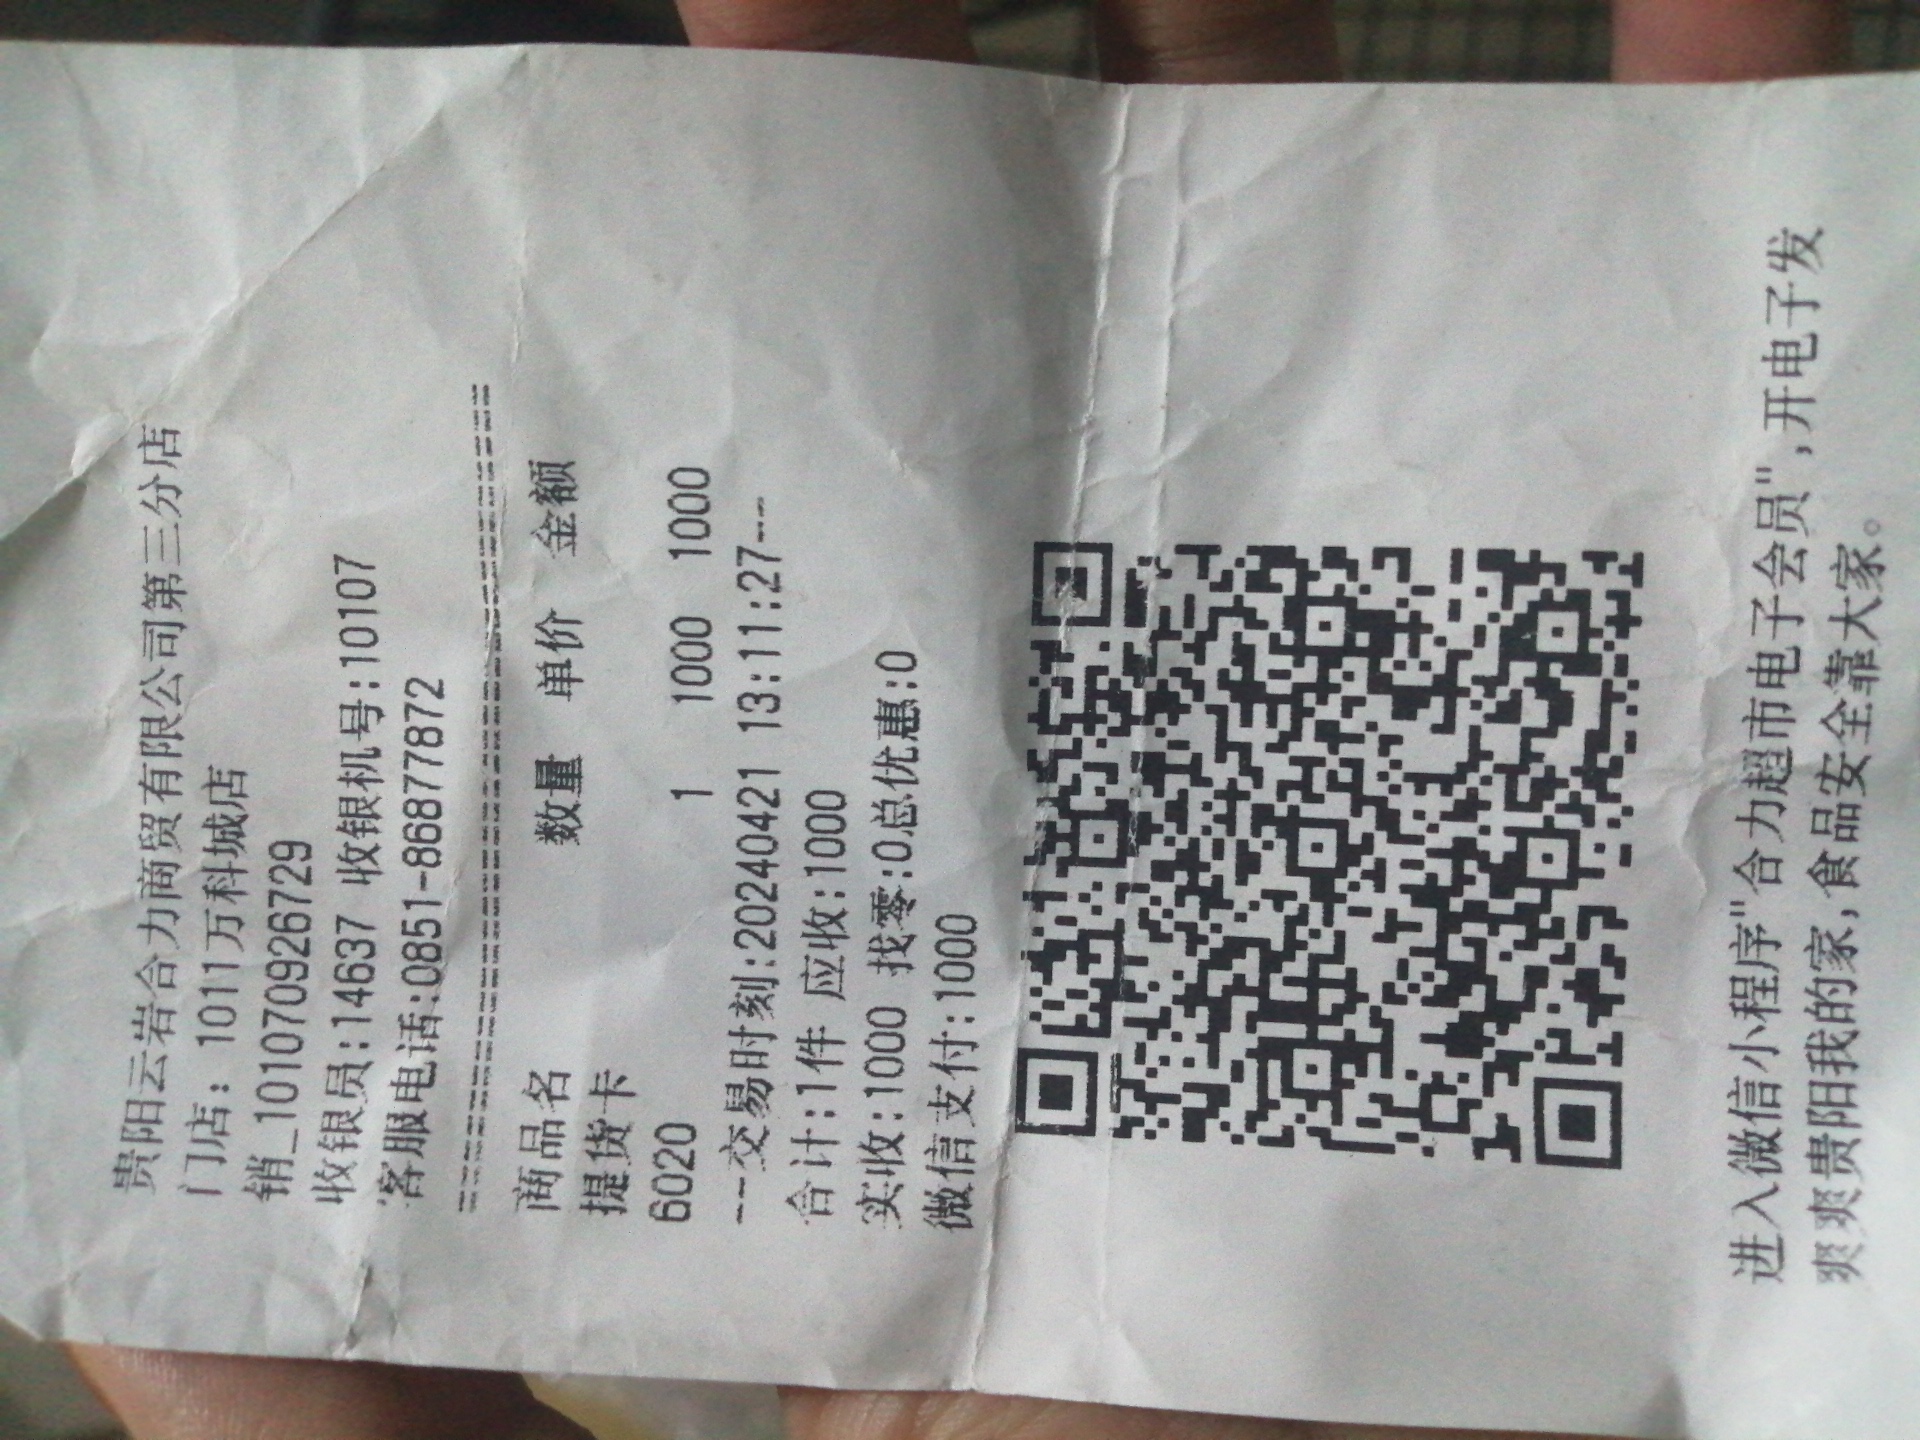 贵阳云岩合力商贸有限公司第三分店
门店: 1011万科城店
销_10107092​6729
收银员:14637 收银机号:10107
客服电话:0851-86877872
商品名 数量 单价 金额
提货卡
6020 1 1000 1000
--交易时刻:20240421 13:11:27--
合计:1件 应收:1000
实收:1000 找零:0总优惠:0
微信支付:1000
进入微信小程序"合力超市电子会员",开电子发
爽爽贵阳我的家,食品安全靠大家。